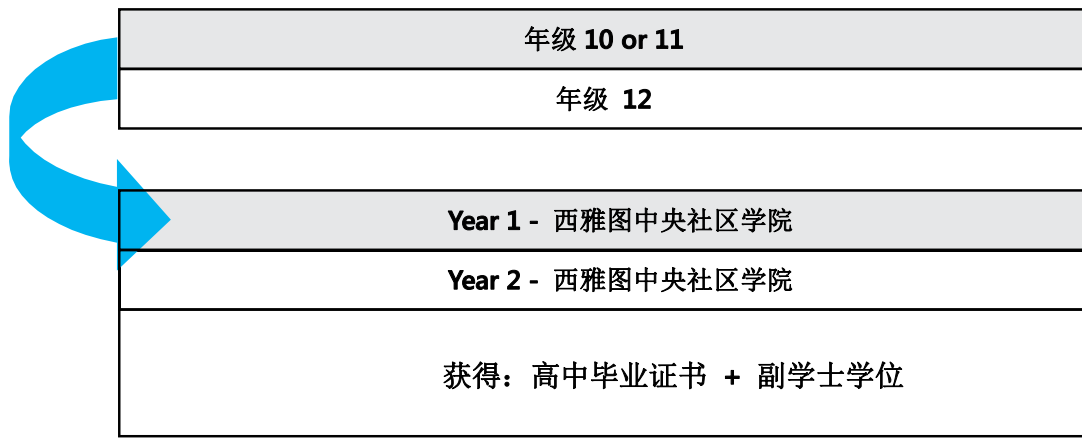 年级 10 or 11
年级 12
Year 1 - 西雅图中央社区学院
Year 2 - 西雅图中央社区学院
获得：高中毕业证书 + 副学士学位